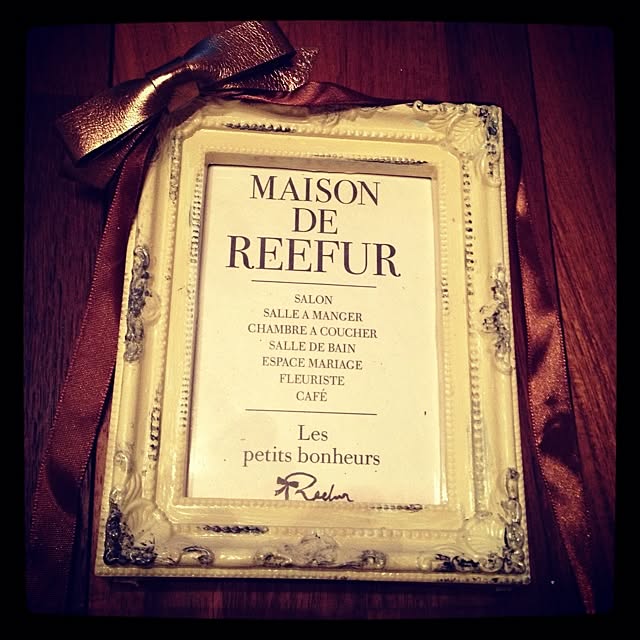 MAISON
DE
REEFUR
SALON
SALLE A MANGER
CHAMBRE A COUCHER
SALLE DE BAIN
ESPACE MARIAGE
FLEURISTE
CAFÉ
Les
petits bonheurs
Reefur